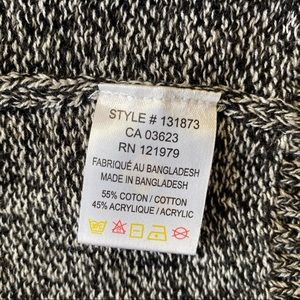 STYLE # 131873
CA 03623
RN 121979
FABRIQUÉ AU BANGLADESH
MADE IN BANGLADESH
55% COTON / COTTON
45% ACRYLIQUE / ACRYLIC